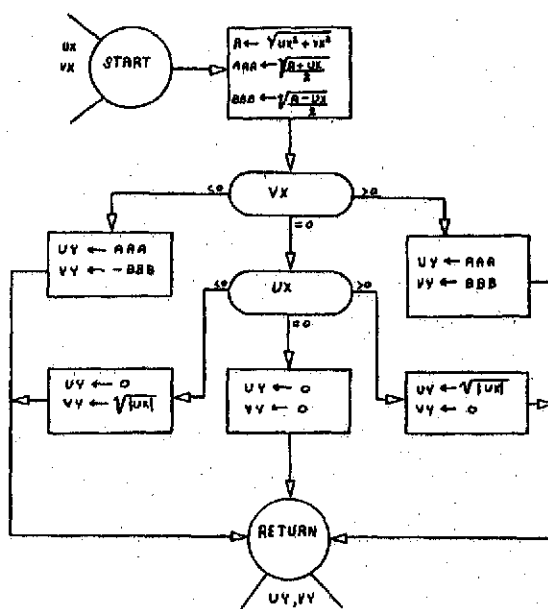 UX
VX
START
A ← √UX² + VX²
AAA ← √A + UX / 2
BBB ← √A - UX / 2
VX
<0
>0
=0
UY ← AAA
VY ← -BBB
UY ← AAA
VY ← BBB
UX
<0
>0
=0
UY ← 0
VY ← √|UX|
UY ← 0
VY ← 0
UY ← √|UX|
VY ← 0
RETURN
UY, VY